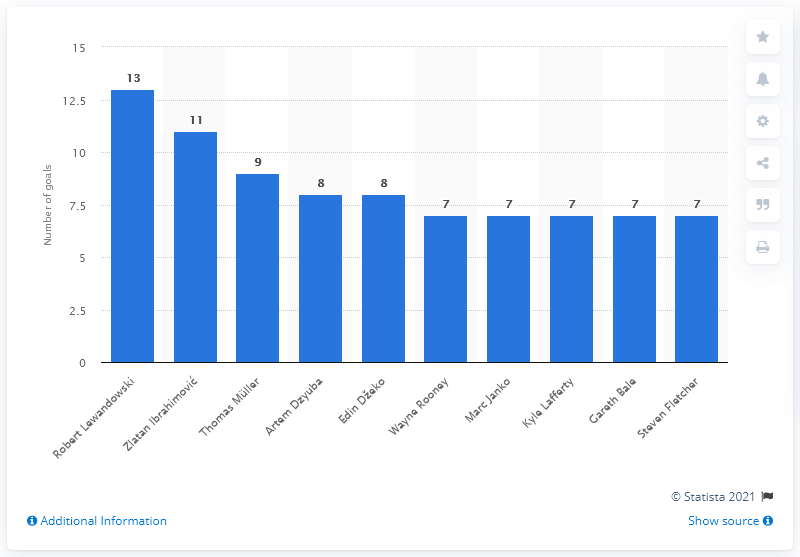 Number of goals
15
12.5
10
7.5
5
2.5
0
13
11
9
8
8
7
7
7
7
7
Robert Lewandowski
Zlatan Ibrahimović
Thomas Müller
Artem Dzyuba
Edin Džeko
Wayne Rooney
Marc Janko
Kyle Lafferty
Gareth Bale
Steven Fletcher
© Statista 2021
Additional Information
Show source